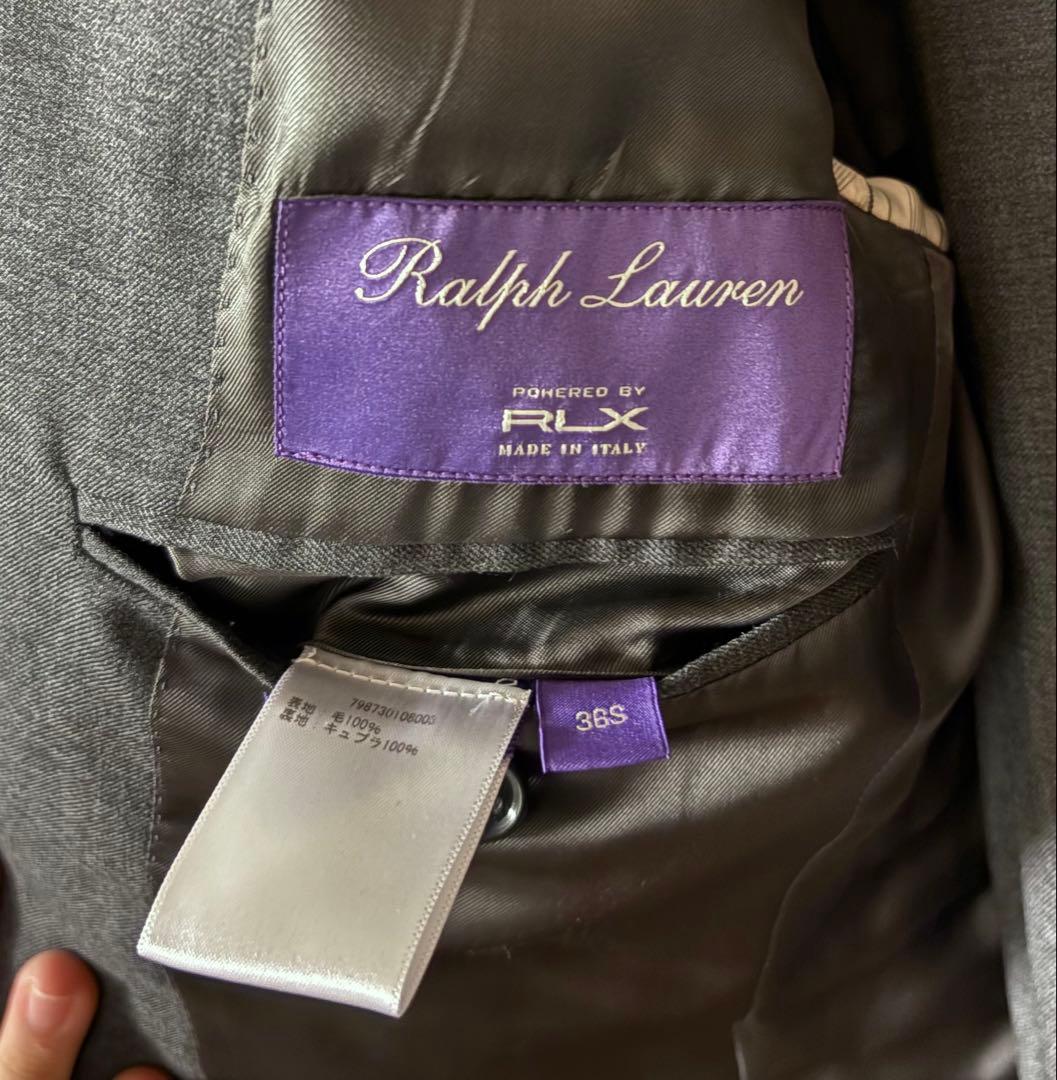 Ralph Lauren
POWERED BY
RLX
MADE IN ITALY
798730106003
表地 : 毛100%
裏地 : キュプラ100%
36S